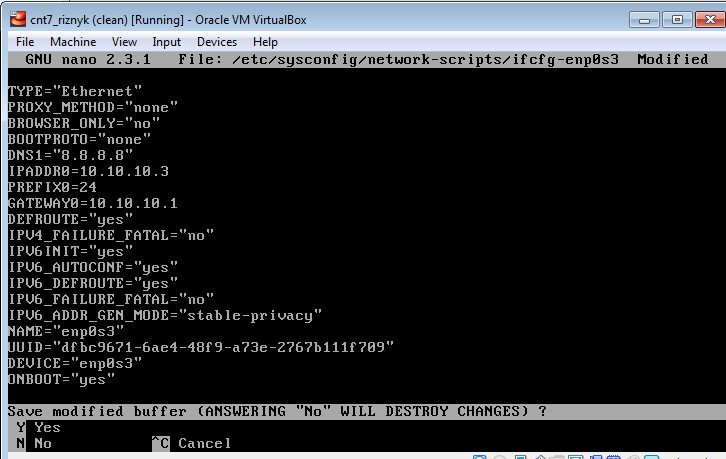 cnt7_riznyk (clean) [Running] - Oracle VM VirtualBox
File Machine View Input Devices Help
GNU nano 2.3.1 File: /etc/sysconfig/network-scripts/ifcfg-enp0s3 Modified
TYPE="Ethernet"
PROXY_METHOD="none"
BROWSER_ONLY="no"
BOOTPROTO="none"
DNS1="8.8.8.8"
IPADDR0=10.10.10.3
PREFIX0=24
GATEWAY0=10.10.10.1
DEFROUTE="yes"
IPV4_FAILURE_FATAL="no"
IPV6INIT="yes"
IPV6_AUTOCONF="yes"
IPV6_DEFROUTE="yes"
IPV6_FAILURE_FATAL="no"
IPV6_ADDR_GEN_MODE="stable-privacy"
NAME="enp0s3"
UUID="dfbc9671-6ae4-48f9-a73e-2767b111f709"
DEVICE="enp0s3"
ONBOOT="yes"
Save modified buffer (ANSWERING "No" WILL DESTROY CHANGES) ?
Y Yes
N No ^C Cancel